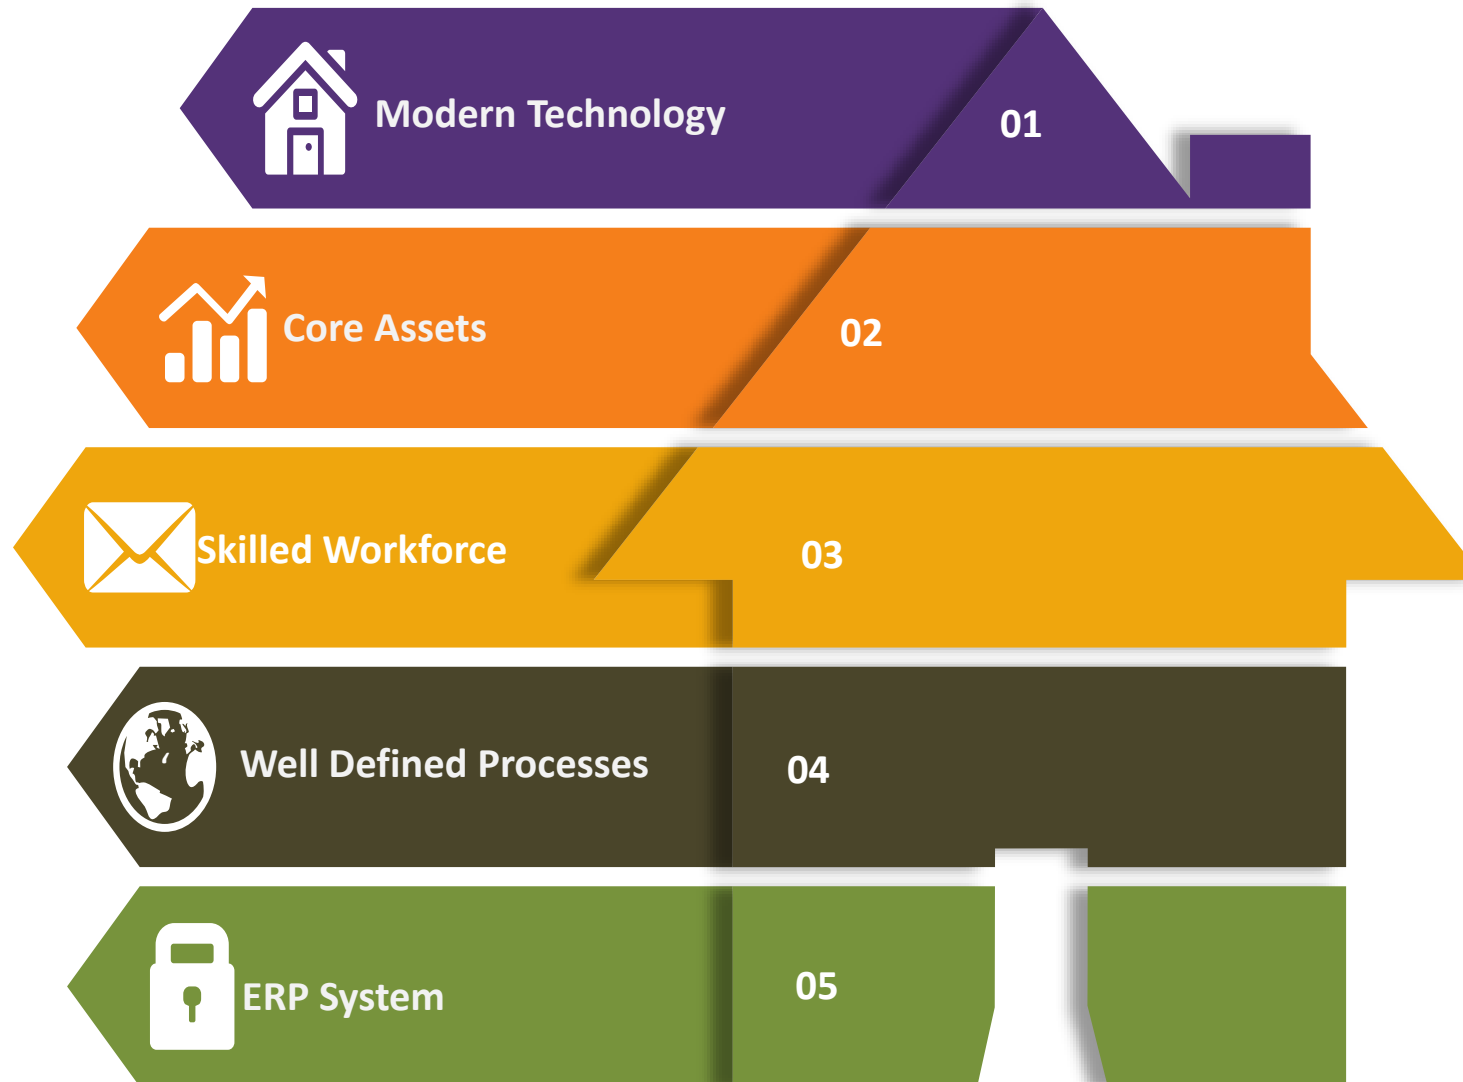 Modern Technology 01
Core Assets 02
Skilled Workforce 03
Well Defined Processes 04
ERP System 05